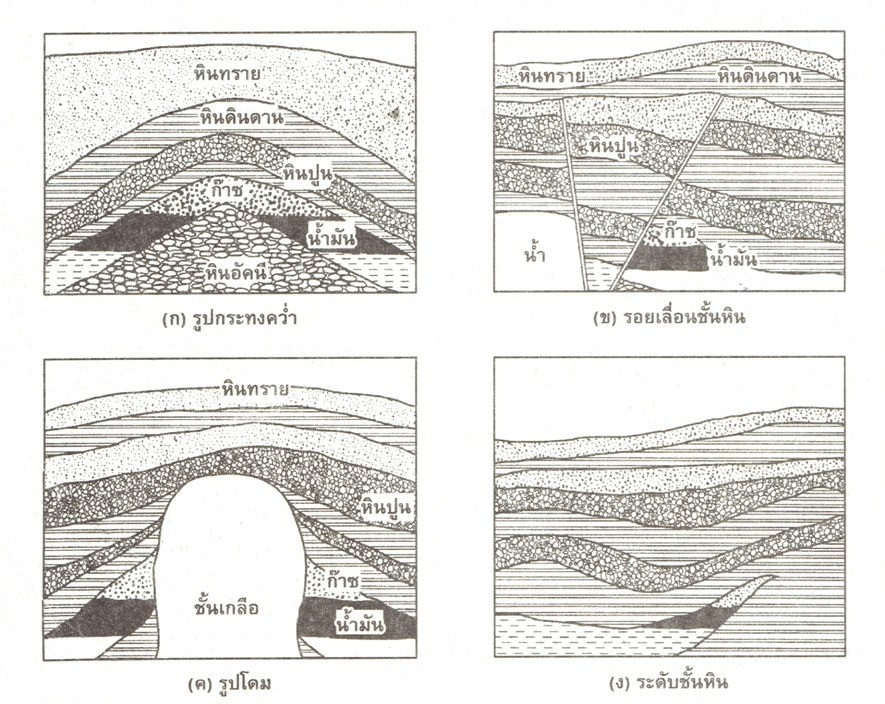 หินทราย
หินดินดาน
หินปูน
ก๊าซ
น้ำมัน
หินอัคนี
(ก) รูปกระทงคว่ำ
หินทราย
หินดินดาน
หินปูน
ก๊าซ
น้ำ
น้ำมัน
(ข) รอยเลื่อนชั้นหิน
หินทราย
หินปูน
ก๊าซ
ชั้นเกลือ
น้ำมัน
(ค) รูปโดม
(ง) ระดับชั้นหิน